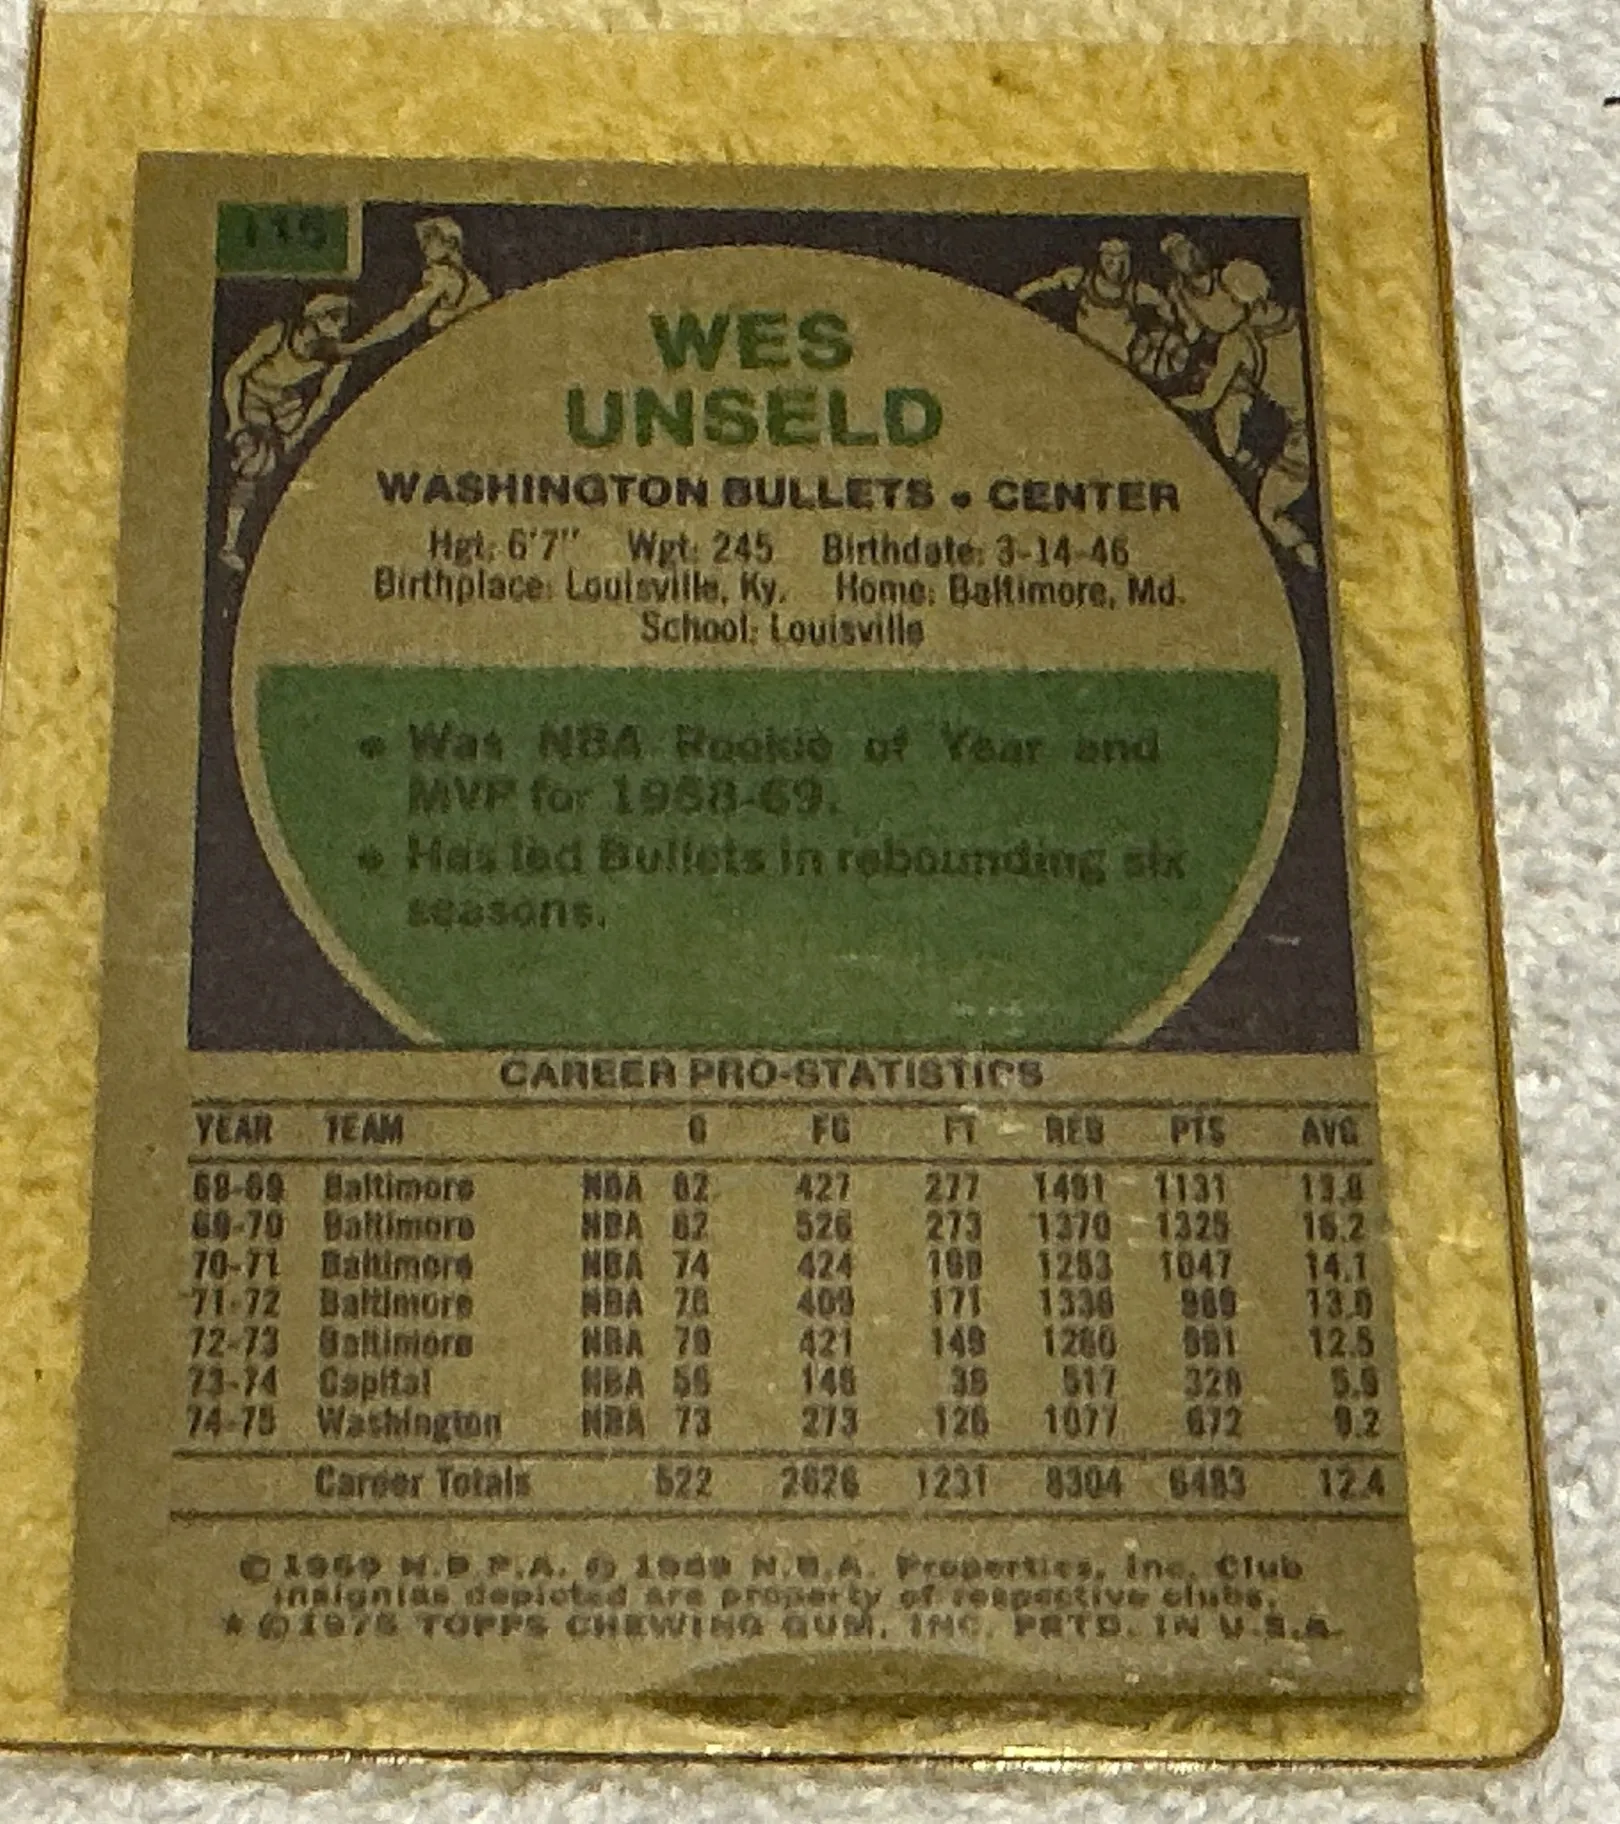 115
WES
UNSELD
WASHINGTON BULLETS • CENTER
Hgt: 6'7" Wgt: 245 Birthdate: 3-14-46
Birthplace: Louisville, Ky. Home: Baltimore, Md.
School: Louisville
• Was NBA Rookie of Year and
MVP for 1968-69.
• Has led Bullets in rebounding six
seasons.
CAREER PRO-STATISTICS
YEAR TEAM G FG FT REB PTS AVG
68-69 Baltimore NBA 82 427 277 1491 1131 13.8
69-70 Baltimore NBA 82 526 273 1370 1325 16.2
70-71 Baltimore NBA 74 424 199 1253 1047 14.1
71-72 Baltimore NBA 76 409 171 1336 989 13.0
72-73 Baltimore NBA 79 421 149 1260 991 12.5
73-74 Capital NBA 56 146 36 517 328 5.9
74-75 Washington NBA 73 273 126 1077 672 9.2
Career Totals 522 2626 1231 8304 6483 12.4
© 1969 N.B.P.A. © 1969 N.B.A. Properties, Inc. Club
insignias depicted are property of respective clubs.
★ © 1975 TOPPS CHEWING GUM, INC. PRTD. IN U.S.A.